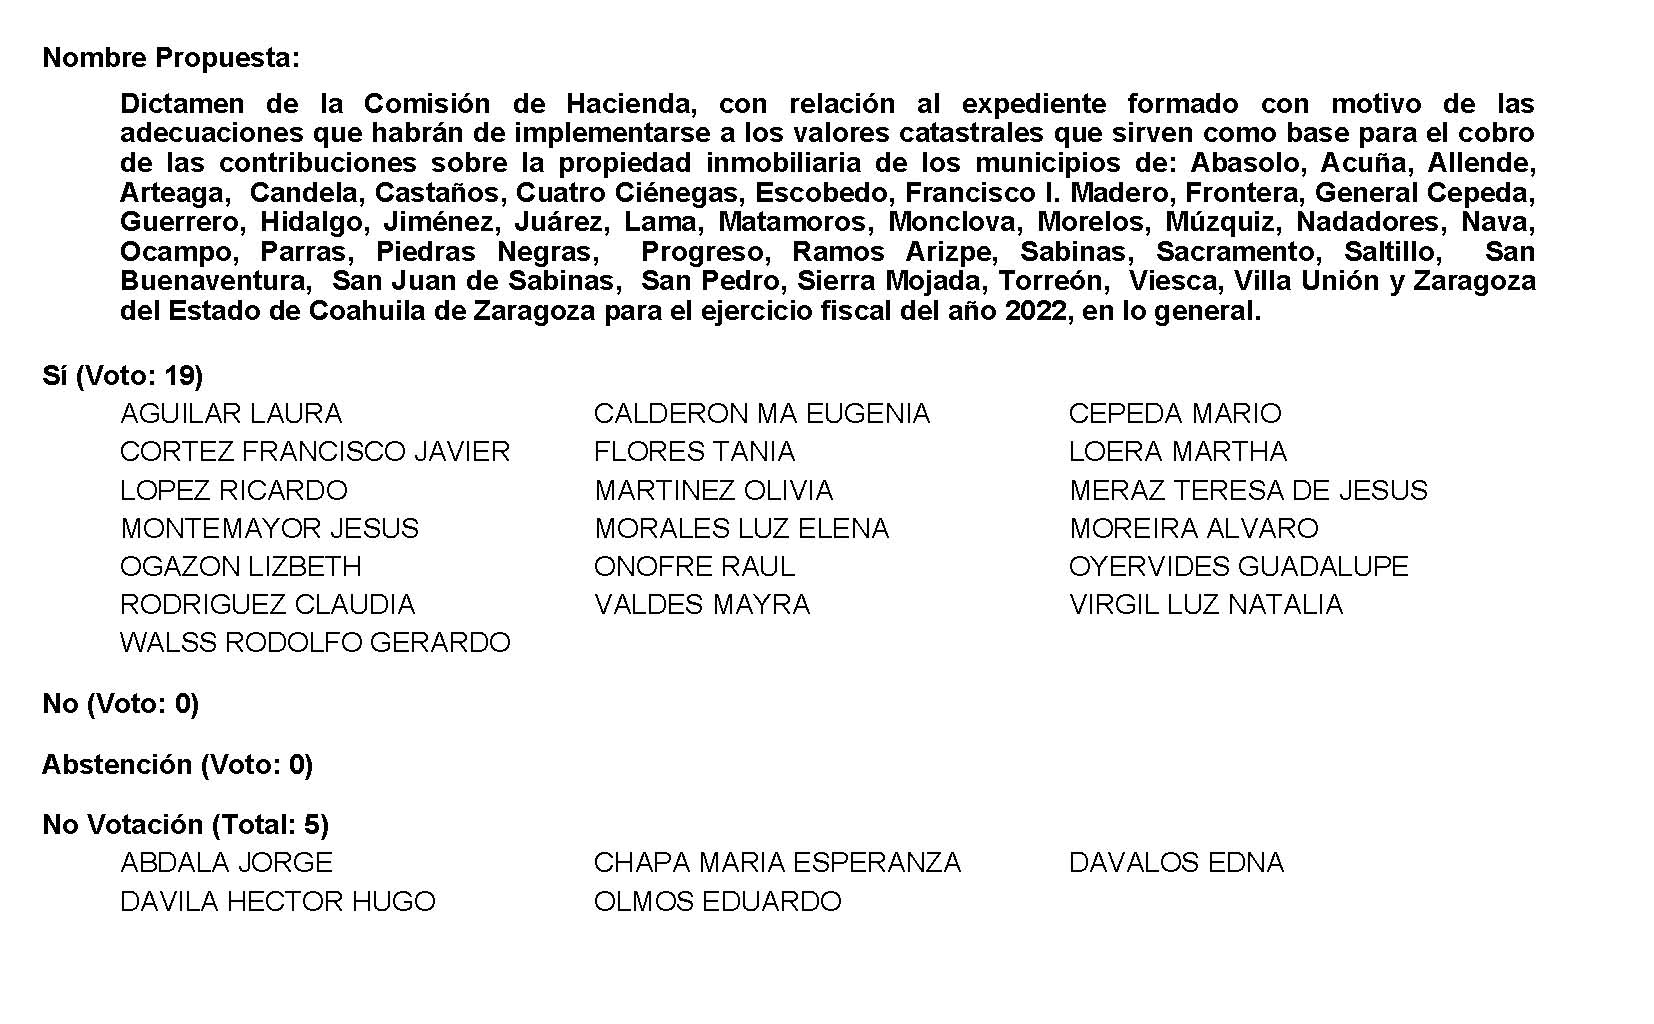 Nombre Propuesta:
Dictamen de la Comisión de Hacienda, con relación al expediente formado con motivo de las
adecuaciones que habrán de implementarse a los valores catastrales que sirven como base para el cobro
de las contribuciones sobre la propiedad inmobiliaria de los municipios de: Abasolo, Acuña, Allende,
Arteaga, Candela, Castaños, Cuatro Ciénegas, Escobedo, Francisco I. Madero, Frontera, General Cepeda,
Guerrero, Hidalgo, Jiménez, Juárez, Lama, Matamoros, Monclova, Morelos, Múzquiz, Nadadores, Nava,
Ocampo, Parras, Piedras Negras, Progreso, Ramos Arizpe, Sabinas, Sacramento, Saltillo, San
Buenaventura, San Juan de Sabinas, San Pedro, Sierra Mojada, Torreón, Viesca, Villa Unión y Zaragoza
del Estado de Coahuila de Zaragoza para el ejercicio fiscal del año 2022, en lo general.
Sí (Voto: 19)
AGUILAR LAURA CALDERON MA EUGENIA CEPEDA MARIO
CORTEZ FRANCISCO JAVIER FLORES TANIA LOERA MARTHA
LOPEZ RICARDO MARTINEZ OLIVIA MERAZ TERESA DE JESUS
MONTEMAYOR JESUS MORALES LUZ ELENA MOREIRA ALVARO
OGAZON LIZBETH ONOFRE RAUL OYERVIDES GUADALUPE
RODRIGUEZ CLAUDIA VALDES MAYRA VIRGIL LUZ NATALIA
WALSS RODOLFO GERARDO
No (Voto: 0)
Abstención (Voto: 0)
No Votación (Total: 5)
ABDALA JORGE CHAPA MARIA ESPERANZA DAVALOS EDNA
DAVILA HECTOR HUGO OLMOS EDUARDO